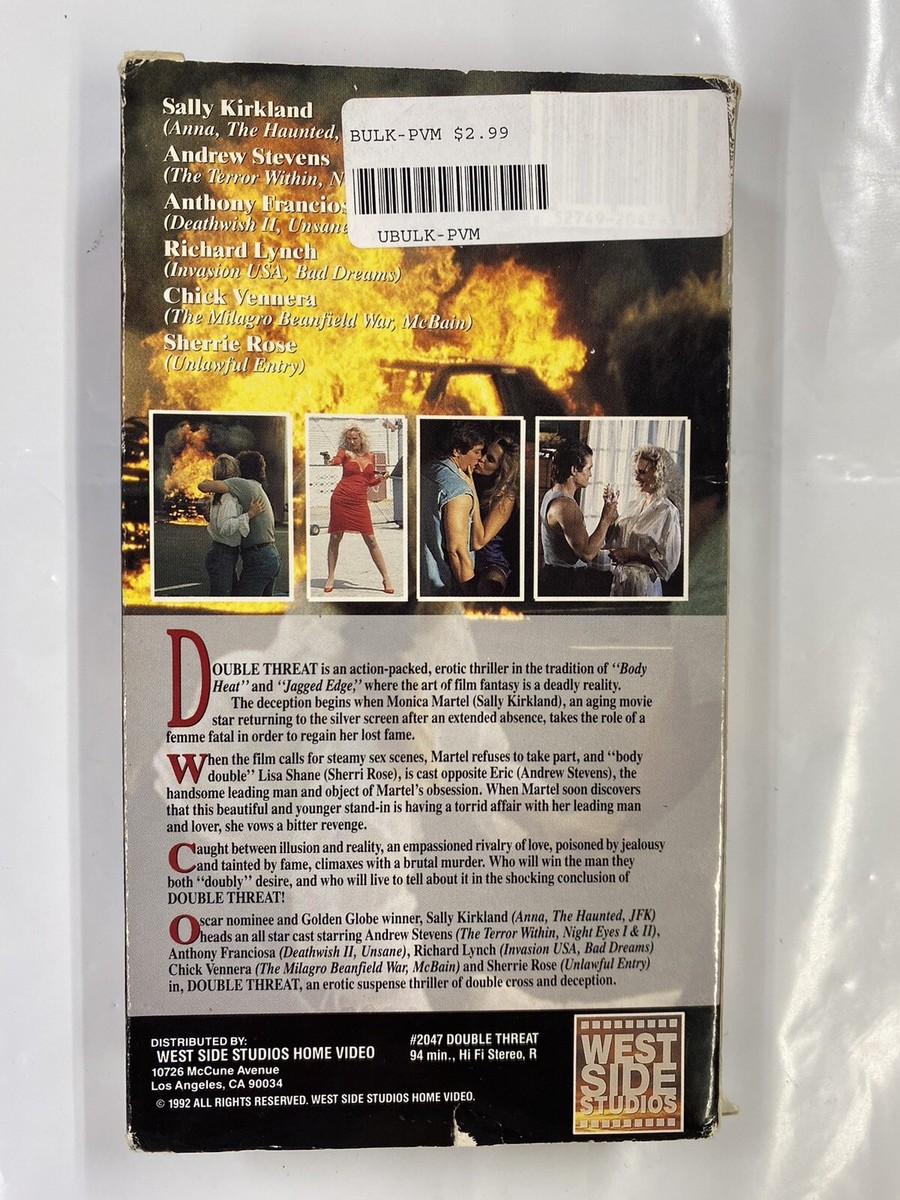 Sally Kirkland
(Anna, The Haunted,
Andrew Stevens
(The Terror Within, N
Anthony Francios
(Deathwish II, Unsane
Richard Lynch
(Invasion USA, Bad Dreams)
Chick Vennera
(The Milagro Beanfield War, McBain)
Sherrie Rose
(Unlawful Entry)
BULK-PVM $2.99
UBULK-PVM
DOUBLE THREAT is an action-packed, erotic thriller in the tradition of "Body
Heat" and "Jagged Edge," where the art of film fantasy is a deadly reality.
The deception begins when Monica Martel (Sally Kirkland), an aging movie
star returning to the silver screen after an extended absence, takes the role of a
femme fatal in order to regain her lost fame.
When the film calls for steamy sex scenes, Martel refuses to take part, and "body
double" Lisa Shane (Sherri Rose), is cast opposite Eric (Andrew Stevens), the
handsome leading man and object of Martel's obsession. When Martel soon discovers
that this beautiful and younger stand-in is having a torrid affair with her leading man
and lover, she vows a bitter revenge.
Caught between illusion and reality, an empassioned rivalry of love, poisoned by jealousy
and tainted by fame, climaxes with a brutal murder. Who will win the man they
both "doubly" desire, and who will live to tell about it in the shocking conclusion of
DOUBLE THREAT!
Oscar nominee and Golden Globe winner, Sally Kirkland (Anna, The Haunted, JFK)
heads an all star cast starring Andrew Stevens (The Terror Within, Night Eyes I & II),
Anthony Franciosa (Deathwish II, Unsane), Richard Lynch (Invasion USA, Bad Dreams)
Chick Vennera (The Milagro Beanfield War, McBain) and Sherrie Rose (Unlawful Entry)
in, DOUBLE THREAT, an erotic suspense thriller of double cross and deception.
DISTRIBUTED BY:
WEST SIDE STUDIOS HOME VIDEO
10726 McCune Avenue
Los Angeles, CA 90034
© 1992 ALL RIGHTS RESERVED. WEST SIDE STUDIOS HOME VIDEO.
#2047 DOUBLE THREAT
94 min., Hi Fi Stereo, R
WEST
SIDE
STUDIOS